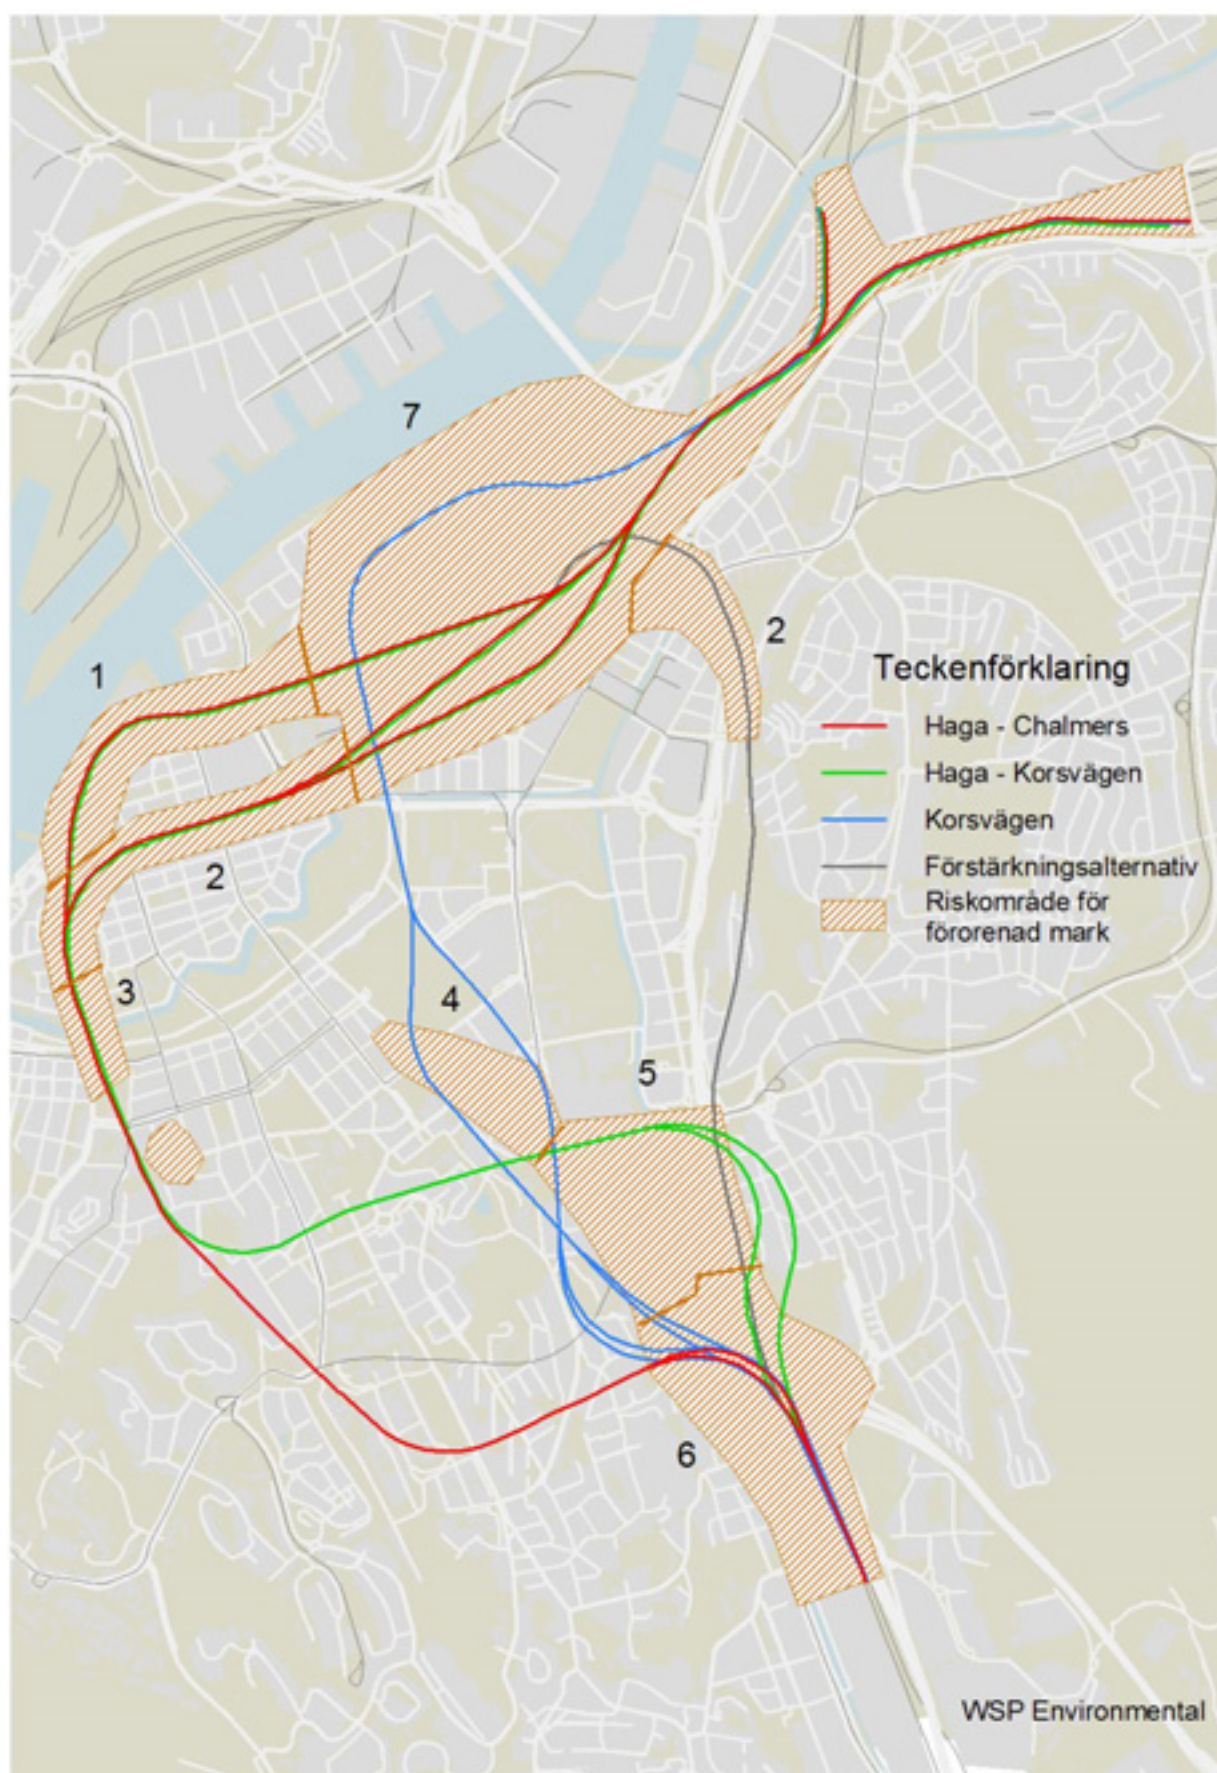 7
1
2
Teckenförklaring
Haga - Chalmers
Haga - Korsvägen
Korsvägen
Förstärkningsalternativ
Riskområde för
förorenad mark
2
3
4
5
6
WSP Environmental